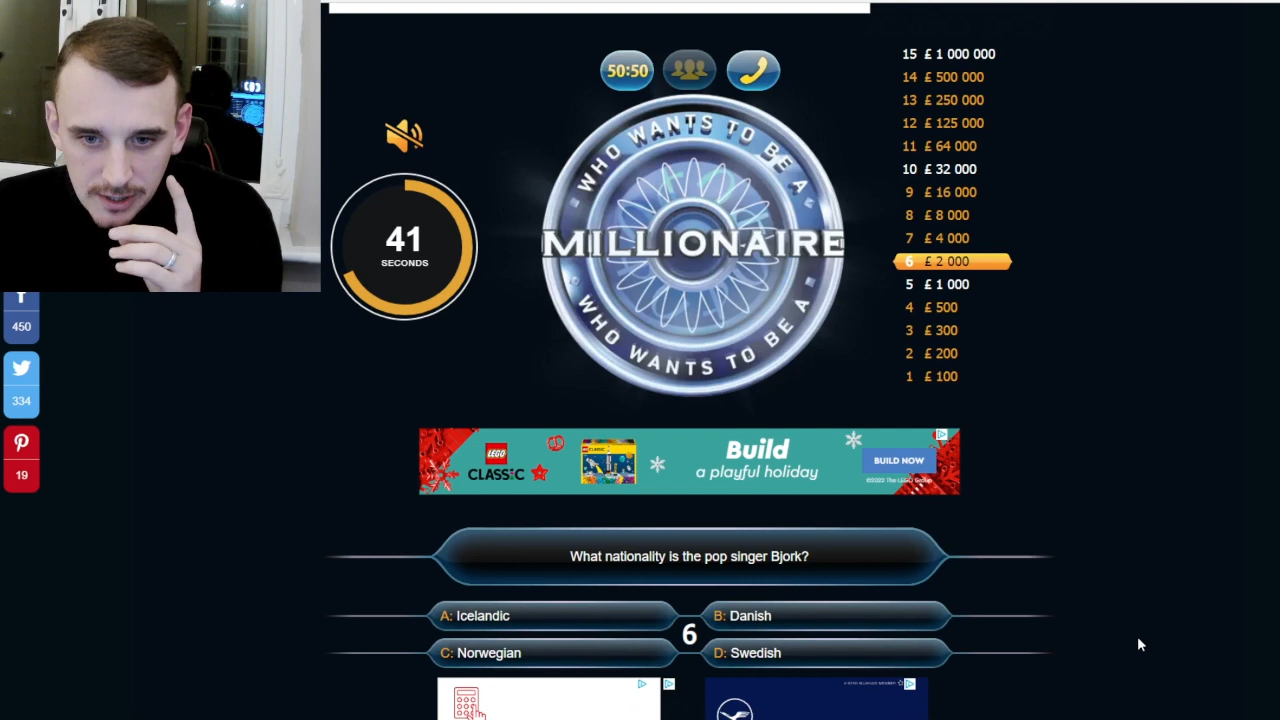 50:50
41
SECONDS
WHO WANTS TO BE A
MILLIONAIRE
WHO WANTS TO BE A
15 £ 1 000 000
14 £ 500 000
13 £ 250 000
12 £ 125 000
11 £ 64 000
10 £ 32 000
9 £ 16 000
8 £ 8 000
7 £ 4 000
6 £ 2 000
5 £ 1 000
4 £ 500
3 £ 300
2 £ 200
1 £ 100
450
334
19
LEGO
CLASSIC
Build
a playful holiday
BUILD NOW
©2022 The LEGO Group
What nationality is the pop singer Bjork?
A: Icelandic
B: Danish
6
C: Norwegian
D: Swedish